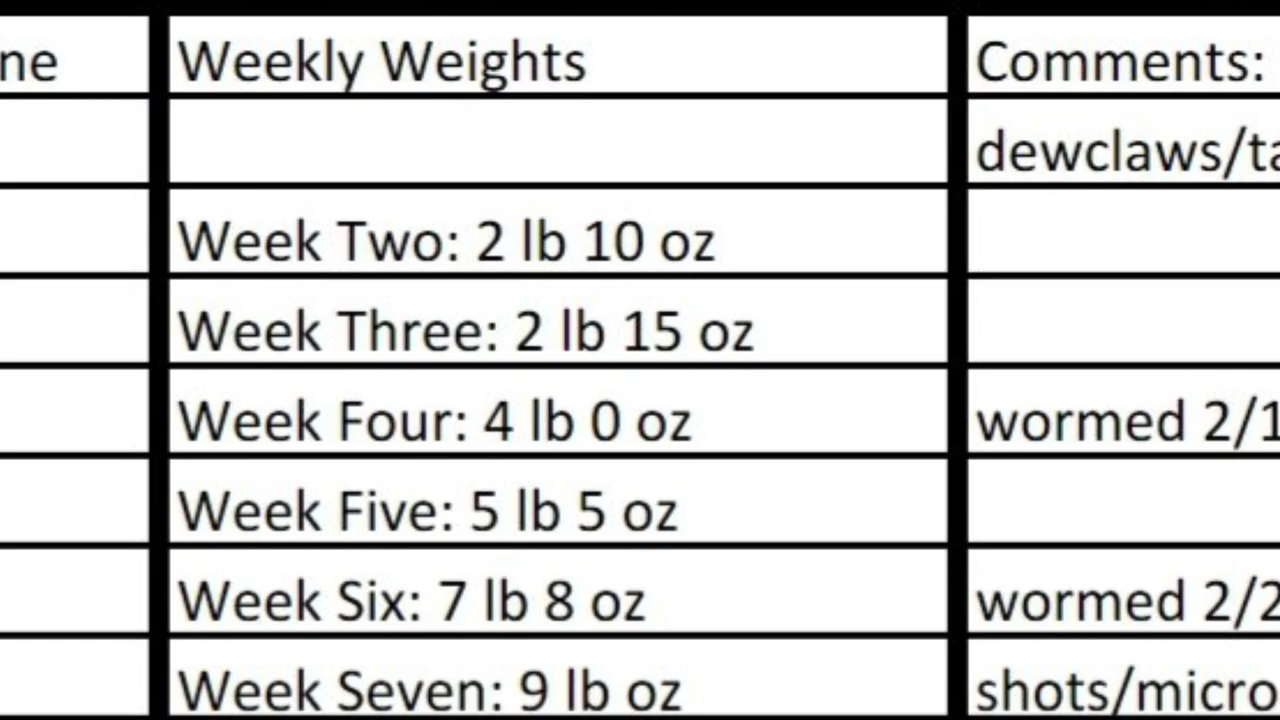 ne Weekly Weights Comments:
dewclaws/ta
Week Two: 2 lb 10 oz
Week Three: 2 lb 15 oz
Week Four: 4 lb 0 oz wormed 2/1
Week Five: 5 lb 5 oz
Week Six: 7 lb 8 oz wormed 2/2
Week Seven: 9 lb oz shots/micro